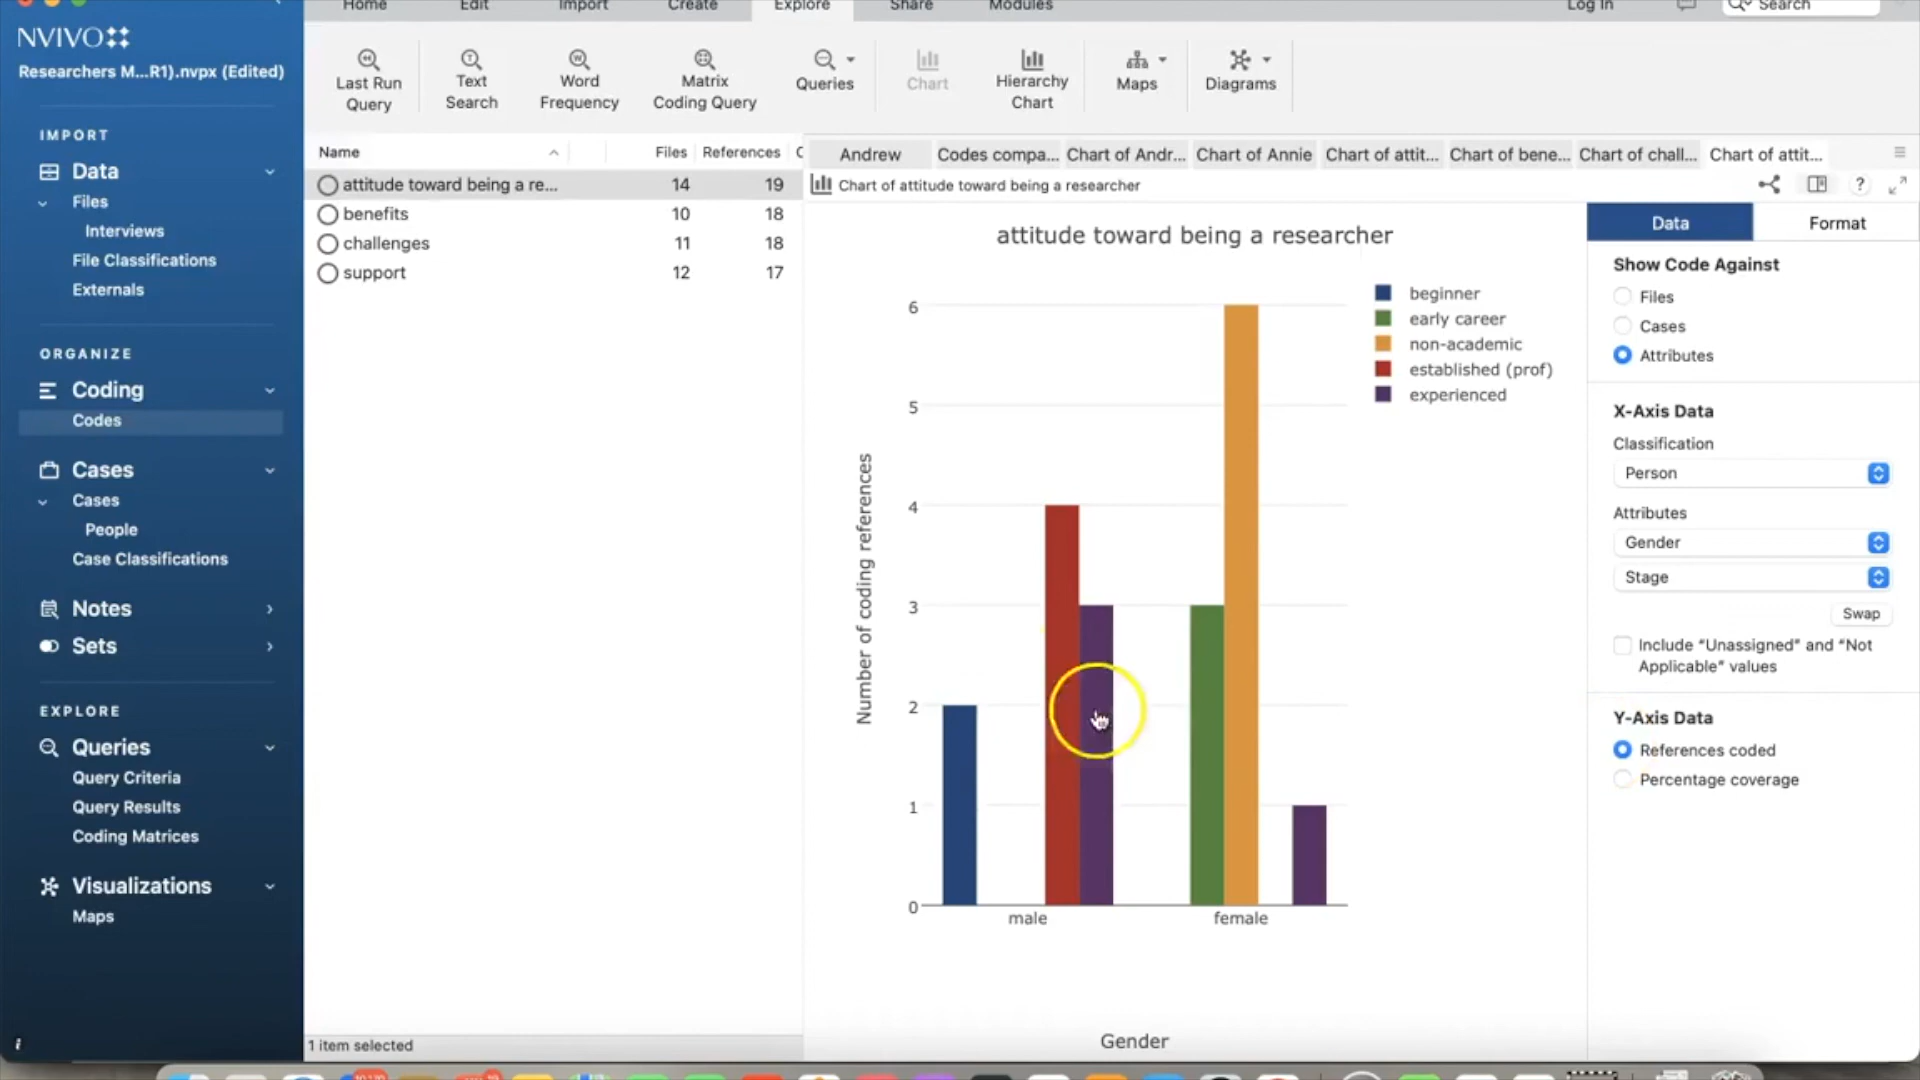 Home Edit Import Create Explore Share Modules Log In Search
NVIVO
Researchers M...R1).nvpx (Edited)
Last Run Query
Text Search
Word Frequency
Matrix Coding Query
Queries
Chart
Hierarchy Chart
Maps
Diagrams
IMPORT
Data
Files
Interviews
File Classifications
Externals
ORGANIZE
Coding
Codes
Cases
Cases
People
Case Classifications
Notes
Sets
EXPLORE
Queries
Query Criteria
Query Results
Coding Matrices
Visualizations
Maps
Name Files References C
attitude toward being a re... 14 19
benefits 10 18
challenges 11 18
support 12 17
1 item selected
Andrew Codes compa... Chart of Andr... Chart of Annie Chart of attit... Chart of bene... Chart of chall... Chart of attit...
Chart of attitude toward being a researcher
?
attitude toward being a researcher
beginner
early career
non-academic
established (prof)
experienced
Number of coding references
6
5
4
3
2
1
0
male female
Gender
Data Format
Show Code Against
Files
Cases
Attributes
X-Axis Data
Classification
Person
Attributes
Gender
Stage
Swap
Include “Unassigned” and “Not
Applicable” values
Y-Axis Data
References coded
Percentage coverage